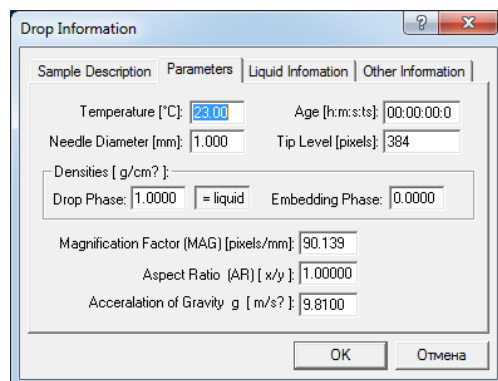 Drop Information
Sample Description Parameters Liquid Infomation Other Information
Temperature [°C]: 23.00 Age [h:m:s:ts]: 00:00:00:0
Needle Diameter [mm]: 1.000 Tip Level [pixels]: 384
Densities [ g/cm? ]:
Drop Phase: 1.0000 = liquid Embedding Phase: 0.0000
Magnification Factor (MAG) [pixels/mm]: 90.139
Aspect Ratio (AR) [ x/y ]: 1.00000
Acceralation of Gravity g [ m/s? ]: 9.8100
OK Отмена